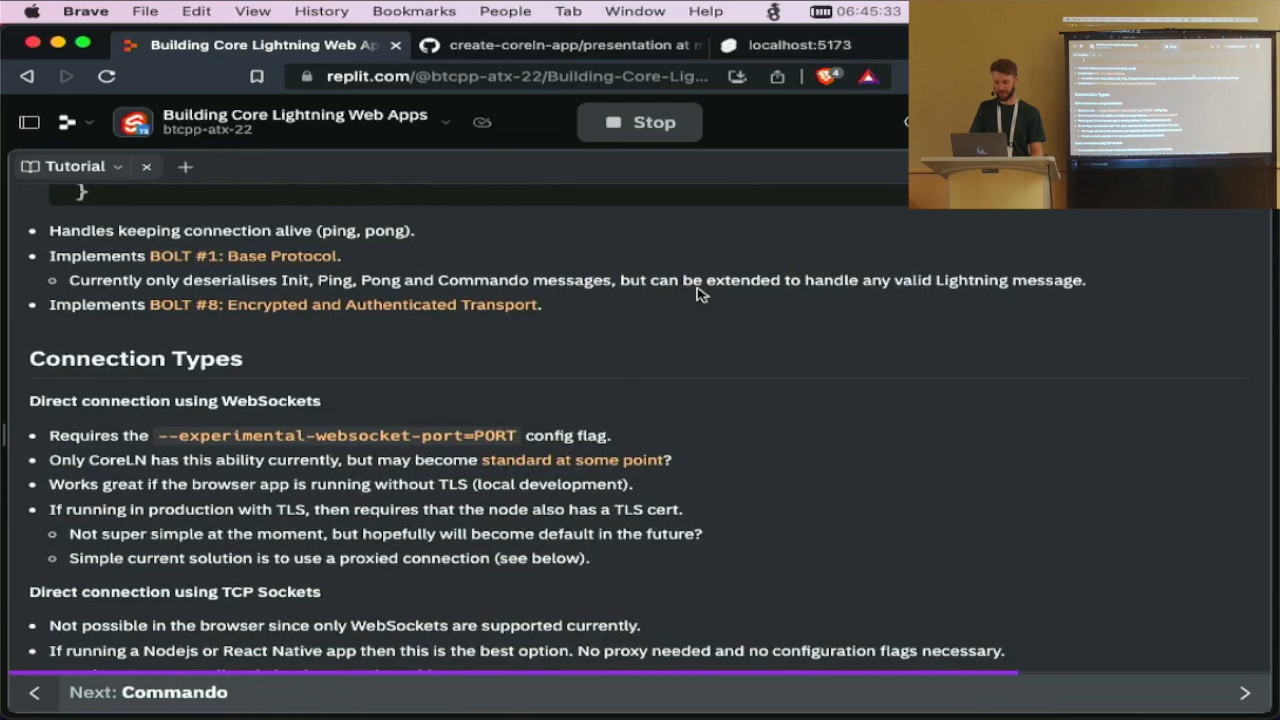 Brave File Edit View History Bookmarks People Tab Window Help 06:45:33
Building Core Lightning Web Ap
create-coreln-app/presentation at m
localhost:5173
replit.com/@btcpp-atx-22/Building-Core-Lig...
4
Building Core Lightning Web Apps
btcpp-atx-22
Stop
Tutorial
}
• Handles keeping connection alive (ping, pong).
• Implements BOLT #1: Base Protocol.
○ Currently only deserialises Init, Ping, Pong and Commando messages, but can be extended to handle any valid Lightning message.
• Implements BOLT #8: Encrypted and Authenticated Transport.
Connection Types
Direct connection using WebSockets
• Requires the --experimental-websocket-port=PORT config flag.
• Only CoreLN has this ability currently, but may become standard at some point?
• Works great if the browser app is running without TLS (local development).
• If running in production with TLS, then requires that the node also has a TLS cert.
○ Not super simple at the moment, but hopefully will become default in the future?
○ Simple current solution is to use a proxied connection (see below).
Direct connection using TCP Sockets
• Not possible in the browser since only WebSockets are supported currently.
• If running a Nodejs or React Native app then this is the best option. No proxy needed and no configuration flags necessary.
Next: Commando